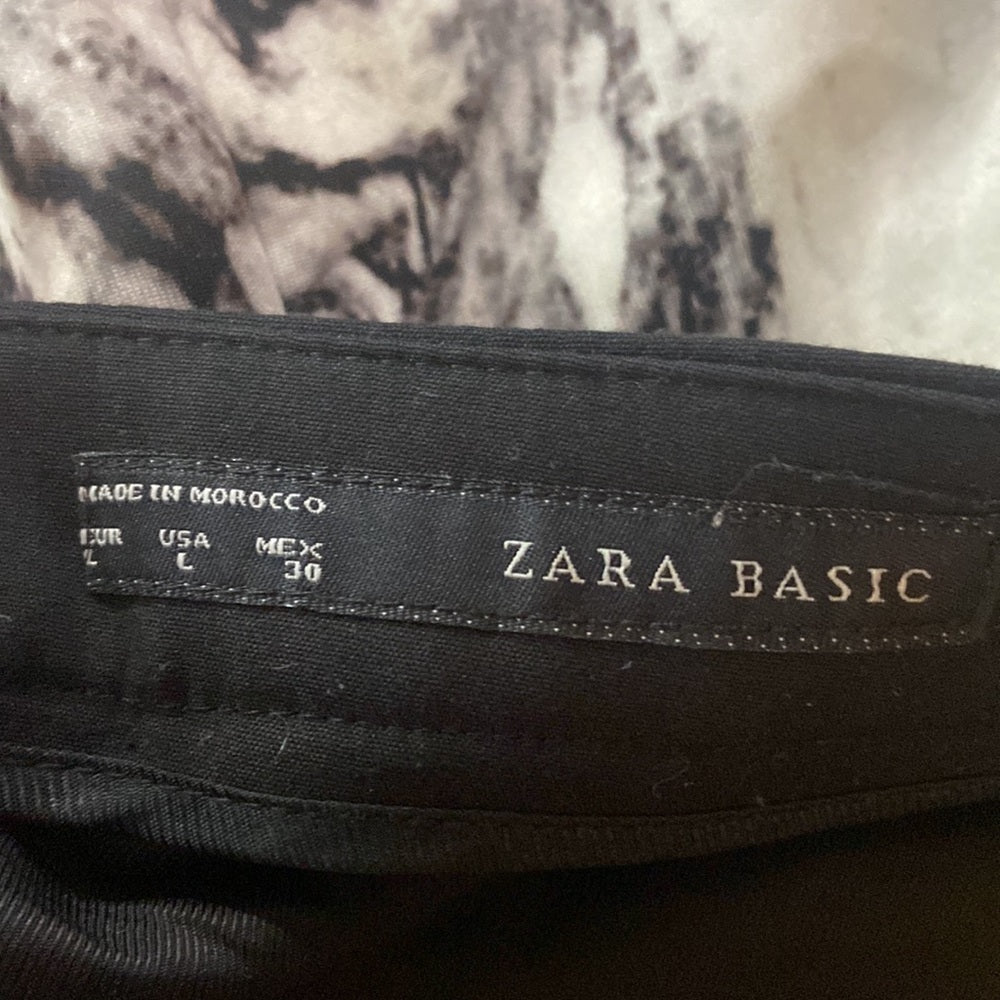 MADE IN MOROCCO
EUR USA MEX
L L 30
ZARA BASIC